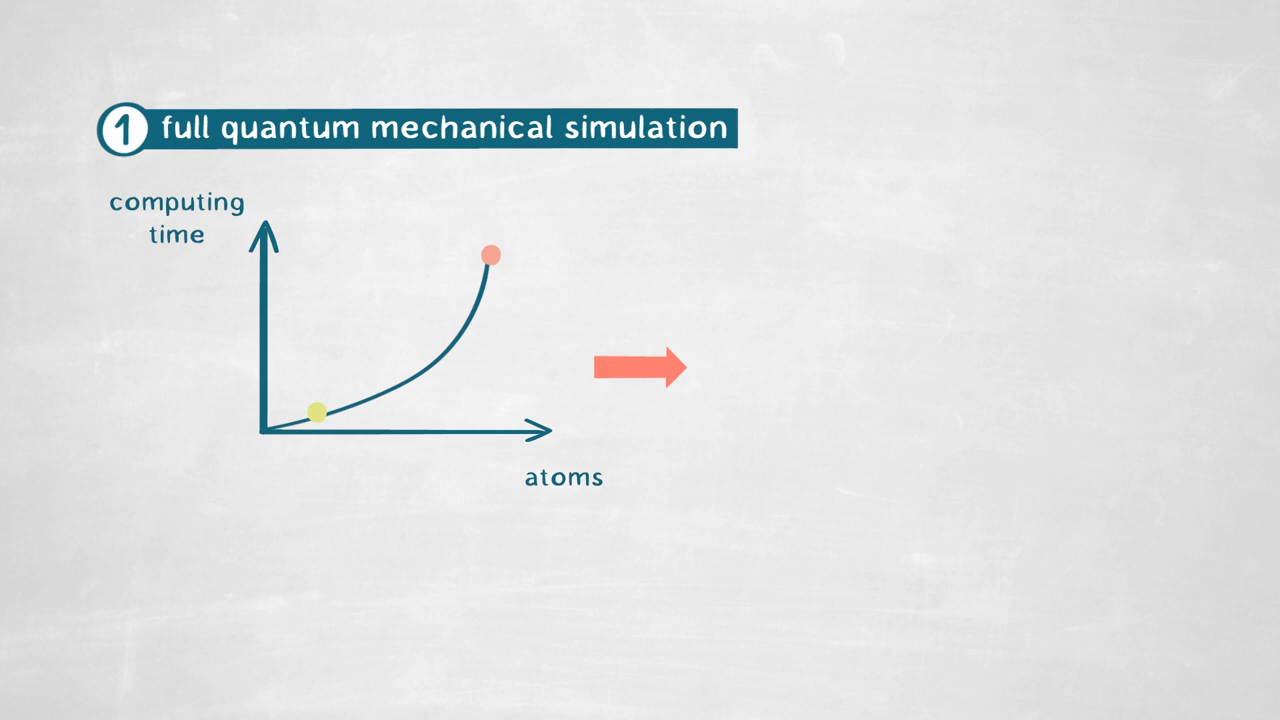 1 full quantum mechanical simulation
computing
time
atoms